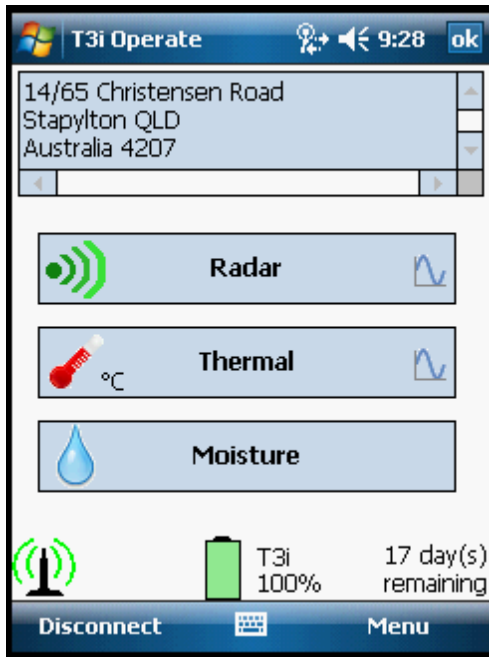 T3i Operate 9:28 ok
14/65 Christensen Road
Stapylton QLD
Australia 4207
Radar
Thermal
°C
Moisture
T3i 17 day(s)
100% remaining
Disconnect Menu